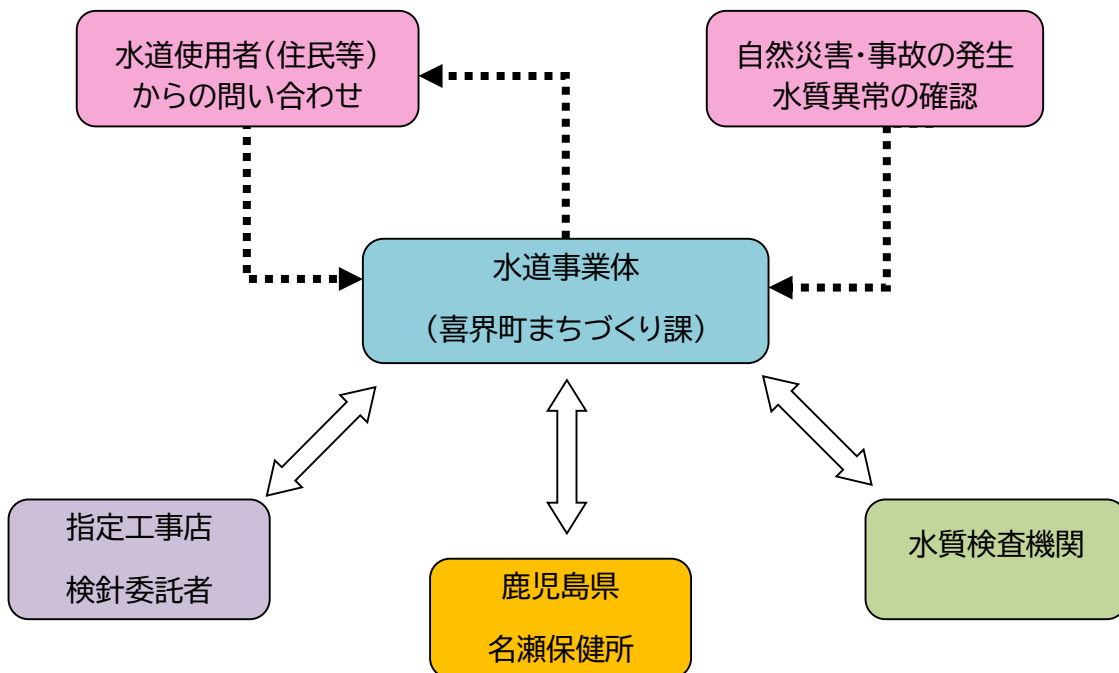 水道使用者(住民等)
からの問い合わせ
自然災害・事故の発生
水質異常の確認
水道事業体
(喜界町まちづくり課)
指定工事店
検針委託者
鹿児島県
名瀬保健所
水質検査機関